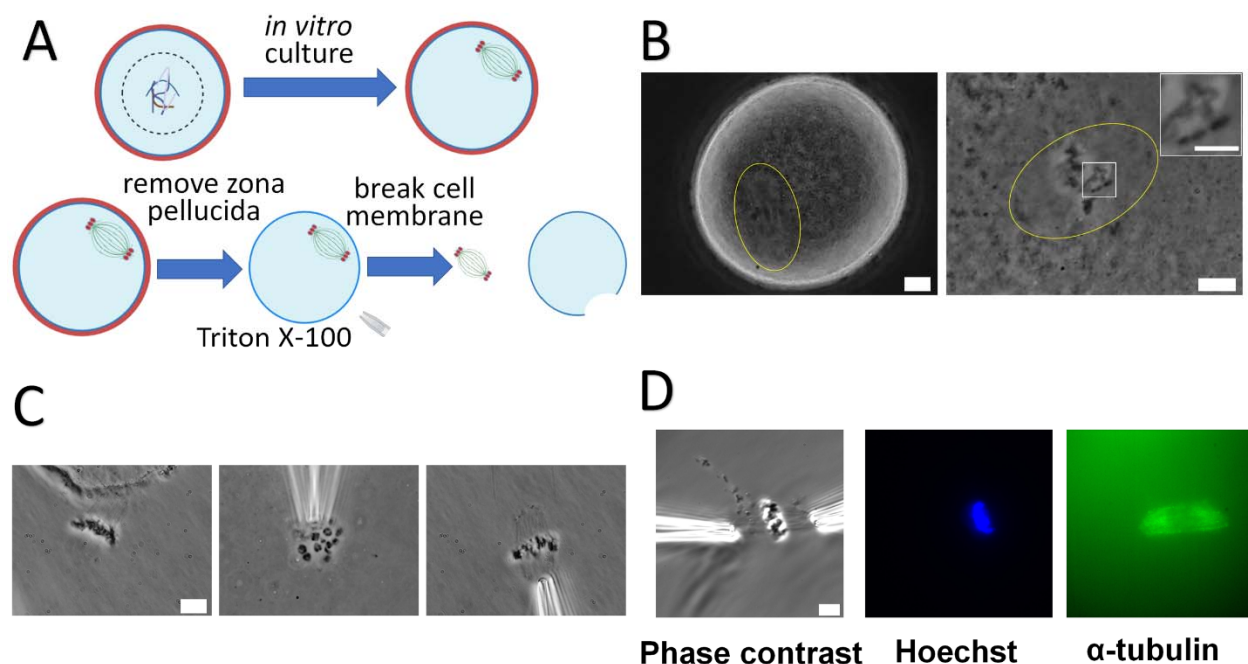 A
in vitro
culture
remove zona
pellucida
break cell
membrane
Triton X-100
B
C
D
Phase contrast
Hoechst
α-tubulin